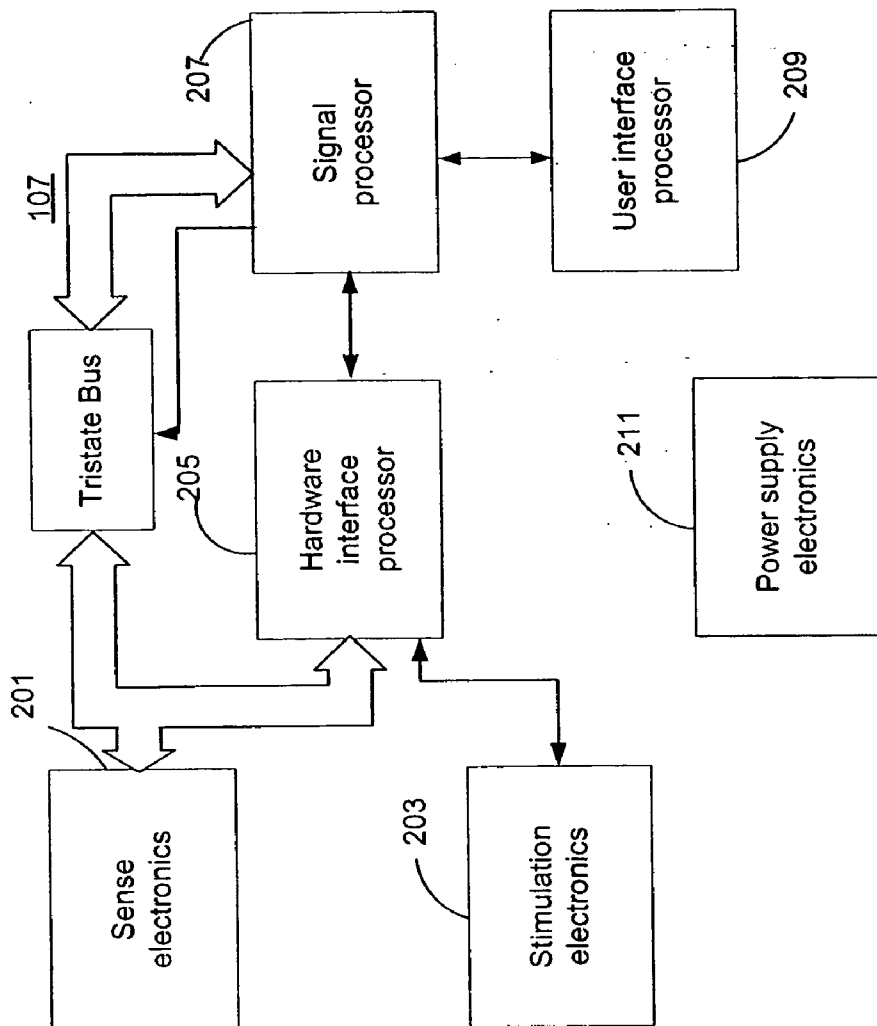 107
201
Sense
electronics
Tristate Bus
207
Signal
processor
205
Hardware
interface
processor
203
Stimulation
electronics
User interface
processor
209
211
Power supply
electronics